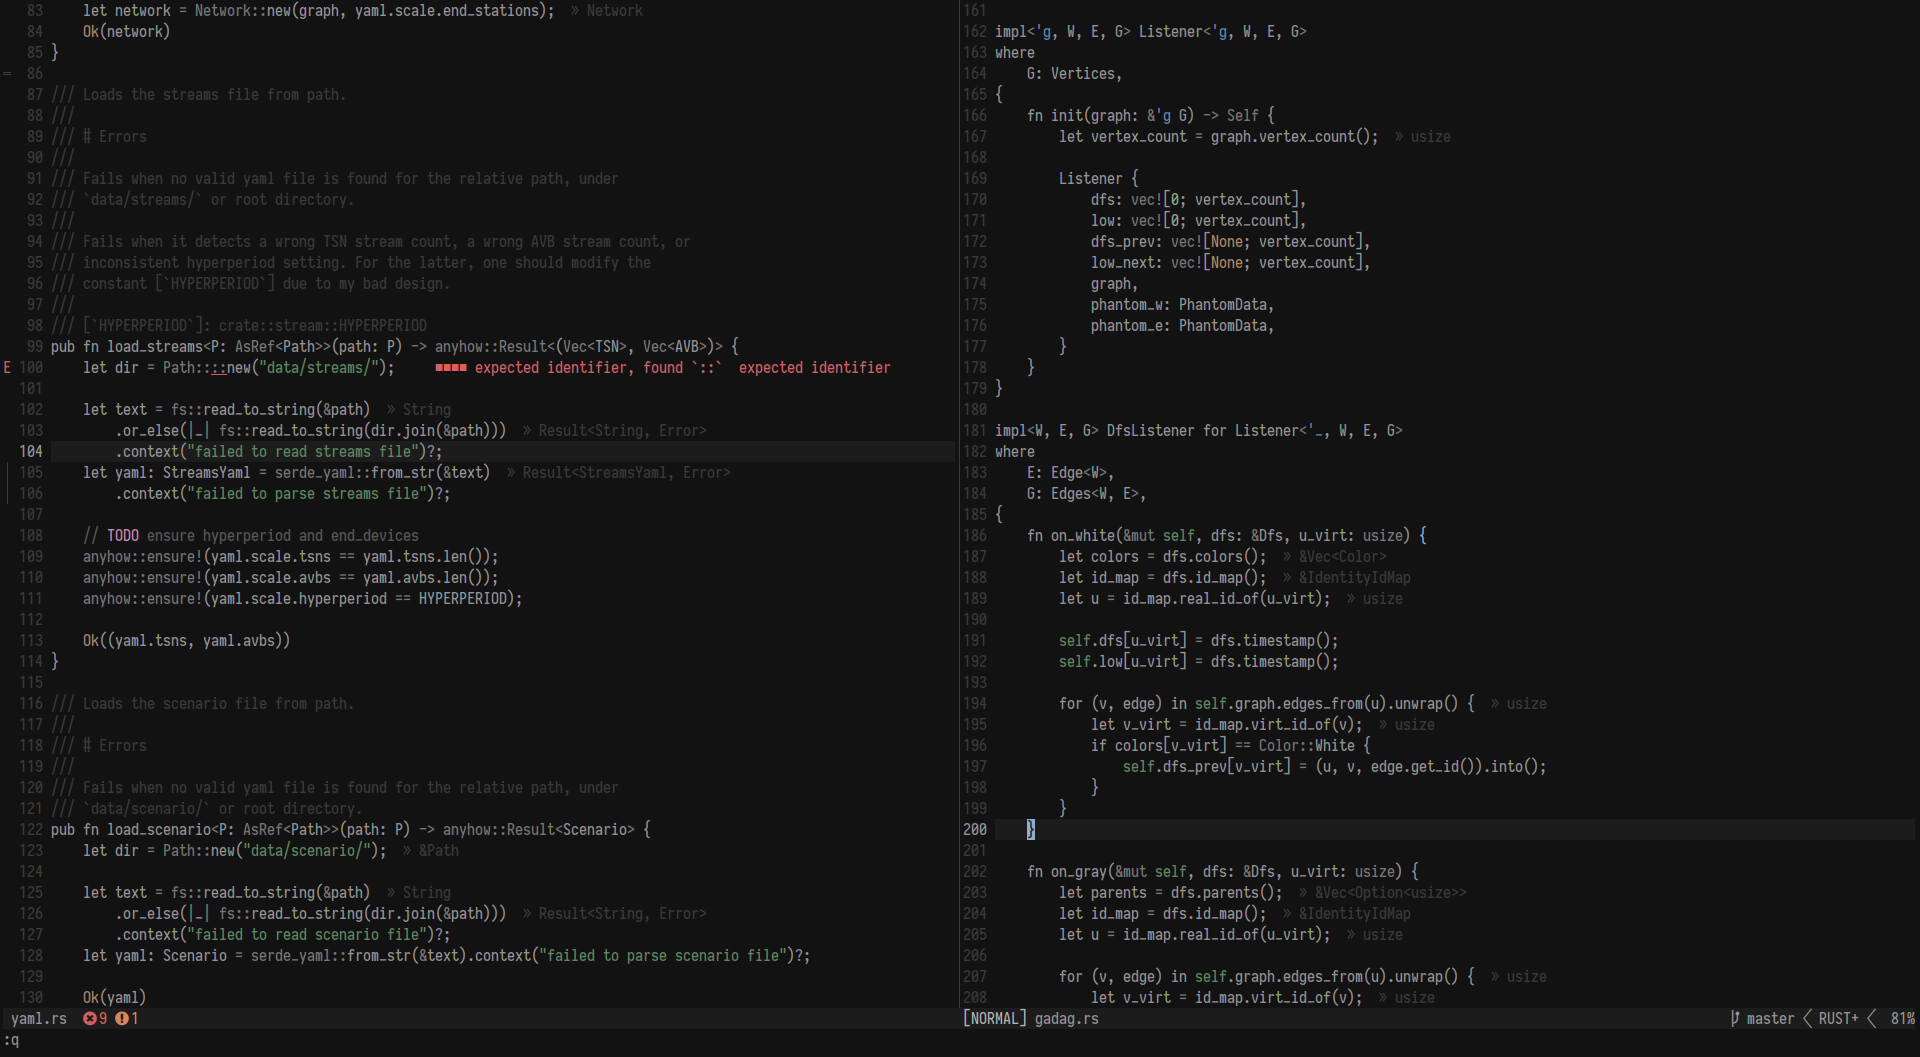 83     let network = Network::new(graph, yaml.scale.end_stations);  » Network
84     Ok(network)
85 }
86
87 /// Loads the streams file from path.
88 ///
89 /// # Errors
90 ///
91 /// Fails when no valid yaml file is found for the relative path, under
92 /// `data/streams/` or root directory.
93 ///
94 /// Fails when it detects a wrong TSN stream count, a wrong AVB stream count, or
95 /// inconsistent hyperperiod setting. For the latter, one should modify the
96 /// constant [`HYPERPERIOD`] due to my bad design.
97 ///
98 /// [`HYPERPERIOD`]: crate::stream::HYPERPERIOD
99 pub fn load_streams<P: AsRef<Path>>(path: P) -> anyhow::Result<(Vec<TSN>, Vec<AVB>)> {
E 100     let dir = Path::::new("data/streams/");     ■■■■ expected identifier, found `::`  expected identifier
101
102     let text = fs::read_to_string(&path)  » String
103         .or_else(|_| fs::read_to_string(dir.join(&path)))  » Result<String, Error>
104         .context("failed to read streams file")?;
105     let yaml: StreamsYaml = serde_yaml::from_str(&text)  » Result<StreamsYaml, Error>
106         .context("failed to parse streams file")?;
107
108     // TODO ensure hyperperiod and end_devices
109     anyhow::ensure!(yaml.scale.tsns == yaml.tsns.len());
110     anyhow::ensure!(yaml.scale.avbs == yaml.avbs.len());
111     anyhow::ensure!(yaml.scale.hyperperiod == HYPERPERIOD);
112
113     Ok((yaml.tsns, yaml.avbs))
114 }
115
116 /// Loads the scenario file from path.
117 ///
118 /// # Errors
119 ///
120 /// Fails when no valid yaml file is found for the relative path, under
121 /// `data/scenario/` or root directory.
122 pub fn load_scenario<P: AsRef<Path>>(path: P) -> anyhow::Result<Scenario> {
123     let dir = Path::new("data/scenario/");  » &Path
124
125     let text = fs::read_to_string(&path)  » String
126         .or_else(|_| fs::read_to_string(dir.join(&path)))  » Result<String, Error>
127         .context("failed to read scenario file")?;
128     let yaml: Scenario = serde_yaml::from_str(&text).context("failed to parse scenario file")?;
129
130     Ok(yaml)
yaml.rs  9 1
:q
161
162 impl<'g, W, E, G> Listener<'g, W, E, G>
163 where
164     G: Vertices,
165 {
166     fn init(graph: &'g G) -> Self {
167         let vertex_count = graph.vertex_count();  » usize
168
169         Listener {
170             dfs: vec![0; vertex_count],
171             low: vec![0; vertex_count],
172             dfs_prev: vec![None; vertex_count],
173             low_next: vec![None; vertex_count],
174             graph,
175             phantom_w: PhantomData,
176             phantom_e: PhantomData,
177         }
178     }
179 }
180
181 impl<W, E, G> DfsListener for Listener<'_, W, E, G>
182 where
183     E: Edge<W>,
184     G: Edges<W, E>,
185 {
186     fn on_white(&mut self, dfs: &Dfs, u_virt: usize) {
187         let colors = dfs.colors();  » &Vec<Color>
188         let id_map = dfs.id_map();  » &IdentityIdMap
189         let u = id_map.real_id_of(u_virt);  » usize
190
191         self.dfs[u_virt] = dfs.timestamp();
192         self.low[u_virt] = dfs.timestamp();
193
194         for (v, edge) in self.graph.edges_from(u).unwrap() {  » usize
195             let v_virt = id_map.virt_id_of(v);  » usize
196             if colors[v_virt] == Color::White {
197                 self.dfs_prev[v_virt] = (u, v, edge.get_id()).into();
198             }
199         }
200     }
201
202     fn on_gray(&mut self, dfs: &Dfs, u_virt: usize) {
203         let parents = dfs.parents();  » &Vec<Option<usize>>
204         let id_map = dfs.id_map();  » &IdentityIdMap
205         let u = id_map.real_id_of(u_virt);  » usize
206
207         for (v, edge) in self.graph.edges_from(u).unwrap() {  » usize
208             let v_virt = id_map.virt_id_of(v);  » usize
[NORMAL] gadag.rs  master  RUST+  81%